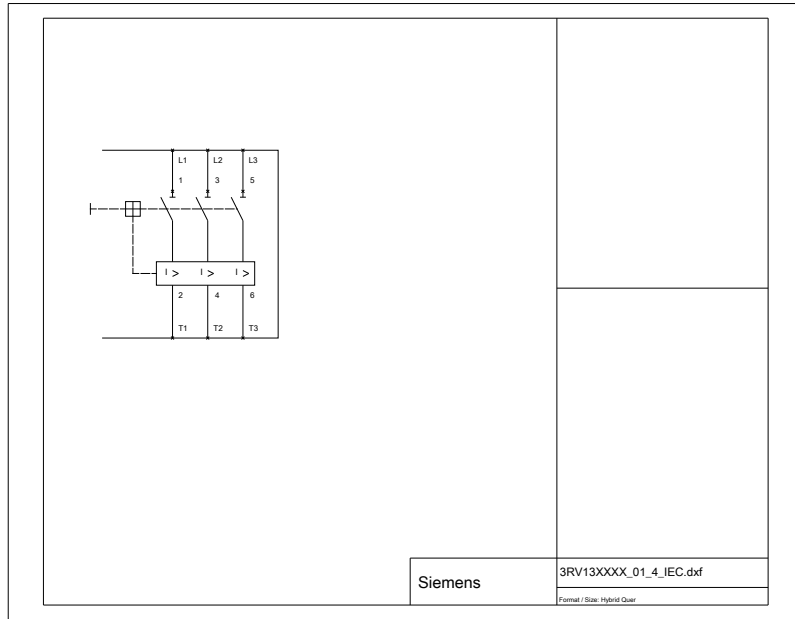 L1 L2 L3
1 3 5
I > I > I >
2 4 6
T1 T2 T3
Siemens
3RV13XXXX_01_4_IEC.dxf
Format / Size: Hybrid Quer